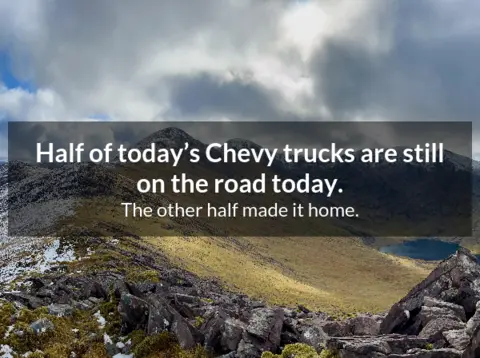 Half of today’s Chevy trucks are still
on the road today.
The other half made it home.